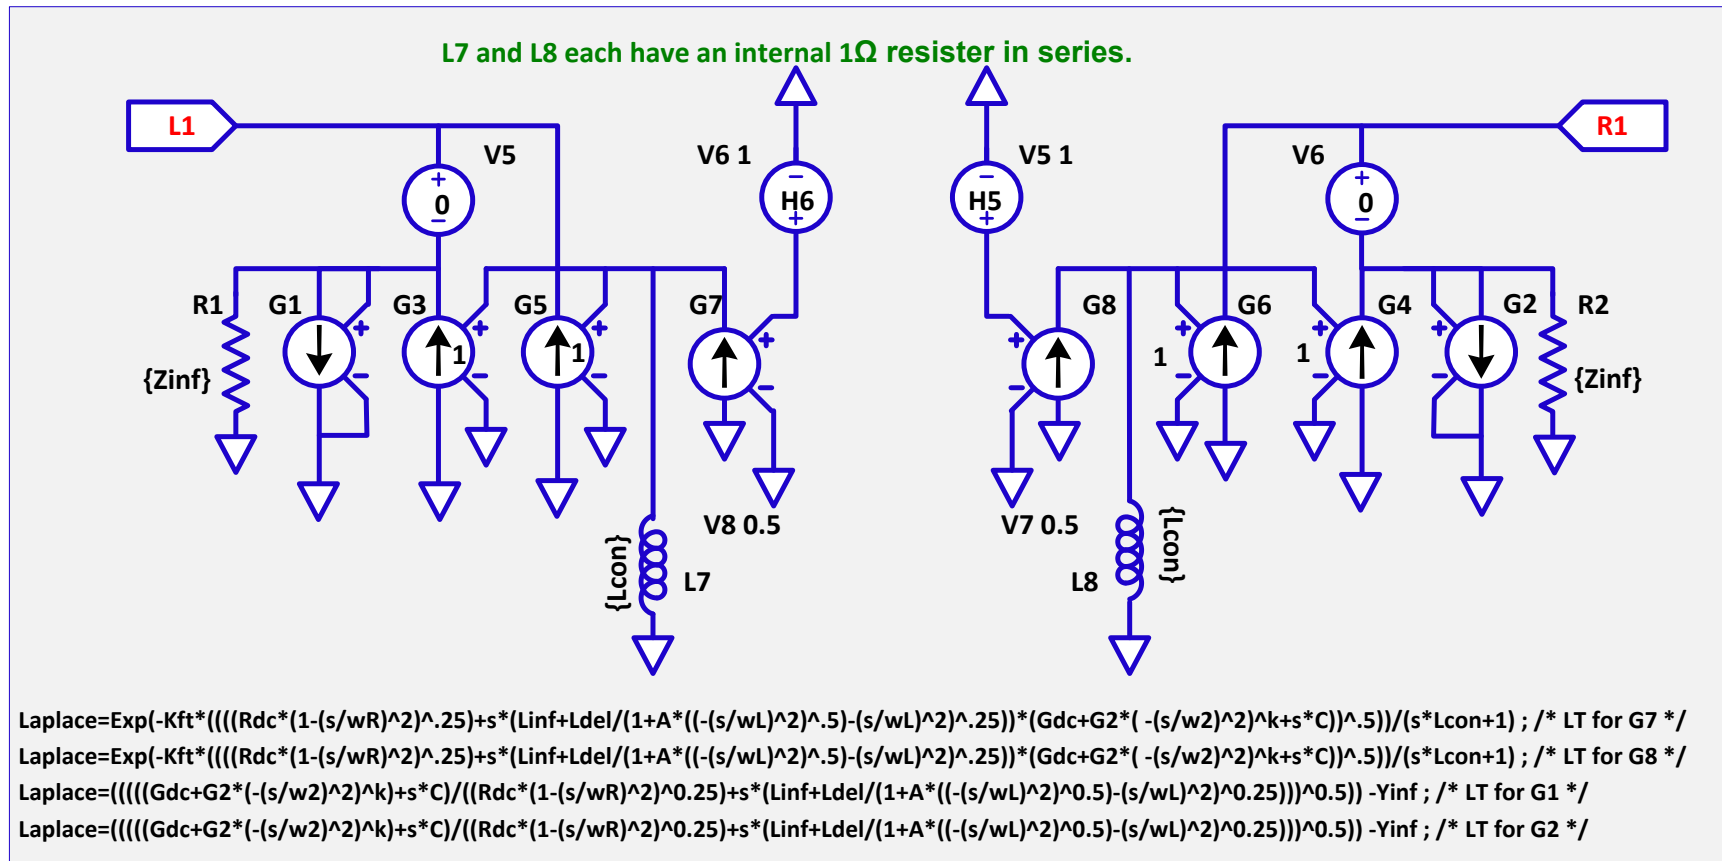 L7 and L8 each have an internal 1Ω resister in series.
L1
R1
V5
V6 1
V5 1
V6
+
0
−
−
H6
+
−
H5
+
+
0
−
R1
G1
G3
G5
G7
G8
G6
G4
G2
R2
{Zinf}
+
−
1
+
−
1
+
−
+
−
+
−
+
−
1
+
−
1
+
−
{Zinf}
V8 0.5
V7 0.5
{Lcon}
L7
L8
{Lcon}
Laplace=Exp(-Kft*((((Rdc*(1-(s/wR)^2)^.25)+s*(Linf+Ldel/(1+A*((-(s/wL)^2)^.5)-(s/wL)^2)^.25))*(Gdc+G2*( -(s/w2)^2)^k+s*C))^.5))/(s*Lcon+1) ; /* LT for G7 */
Laplace=Exp(-Kft*((((Rdc*(1-(s/wR)^2)^.25)+s*(Linf+Ldel/(1+A*((-(s/wL)^2)^.5)-(s/wL)^2)^.25))*(Gdc+G2*( -(s/w2)^2)^k+s*C))^.5))/(s*Lcon+1) ; /* LT for G8 */
Laplace=(((((Gdc+G2*(-(s/w2)^2)^k)+s*C)/((Rdc*(1-(s/wR)^2)^0.25)+s*(Linf+Ldel/(1+A*((-(s/wL)^2)^0.5)-(s/wL)^2)^0.25)))^0.5)) -Yinf ; /* LT for G1 */
Laplace=(((((Gdc+G2*(-(s/w2)^2)^k)+s*C)/((Rdc*(1-(s/wR)^2)^0.25)+s*(Linf+Ldel/(1+A*((-(s/wL)^2)^0.5)-(s/wL)^2)^0.25)))^0.5)) -Yinf ; /* LT for G2 */